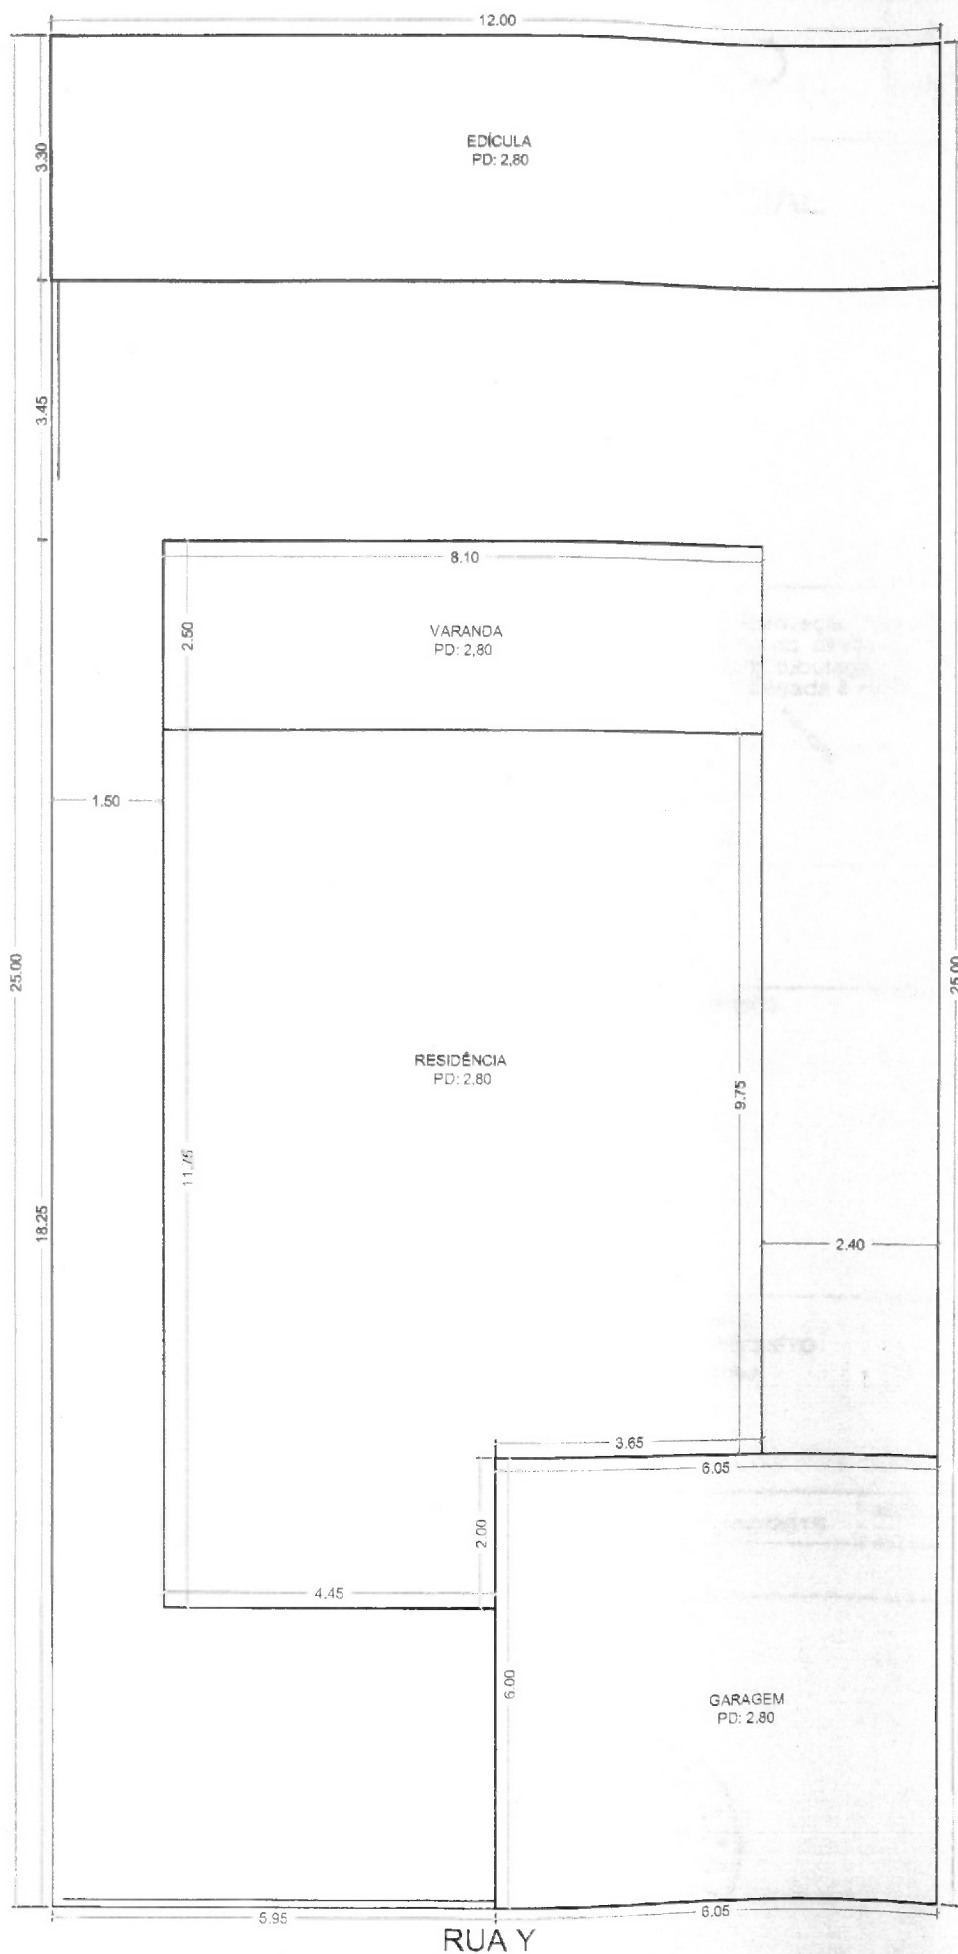 12.00
EDÍCULA
PD: 2,80
3.30
3.45
8.10
2.50
VARANDA
PD: 2,80
1.50
25.00
25.00
RESIDÊNCIA
PD: 2,80
9.75
11.75
18.25
2.40
3.65
6.05
2.00
4.45
6.00
GARAGEM
PD: 2,80
5.95
6.05
RUA Y